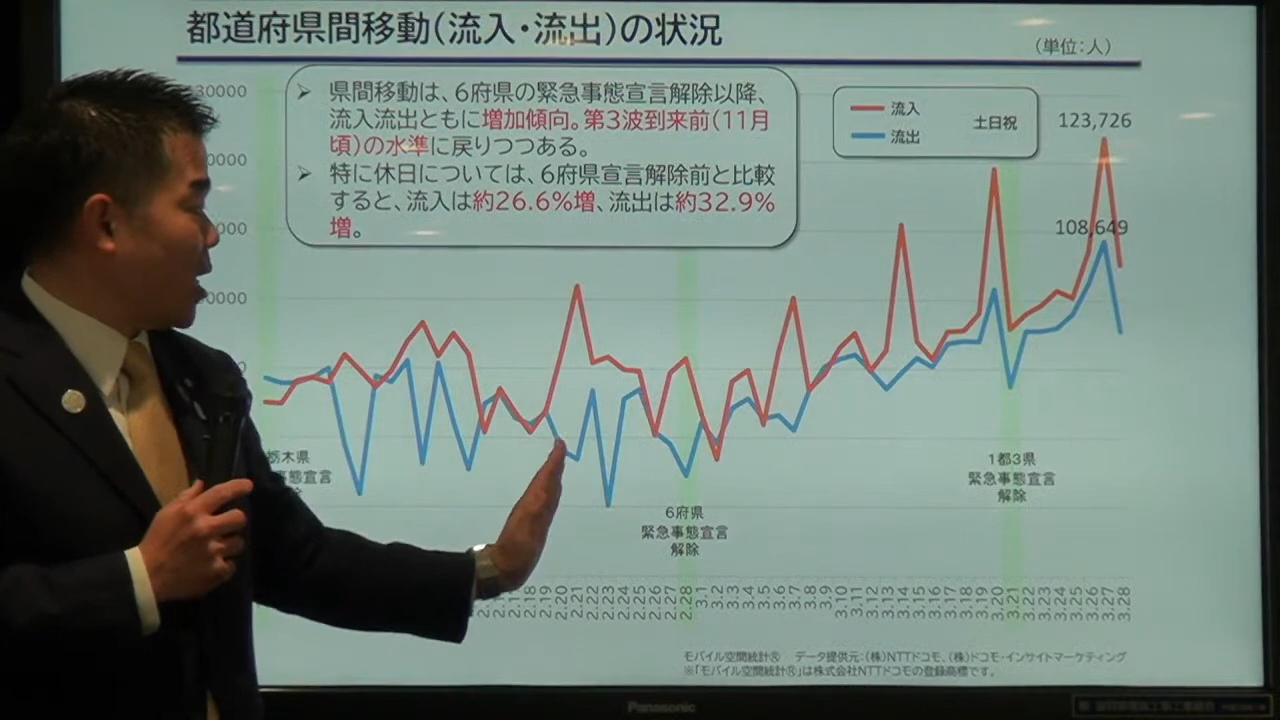 都道府県間移動(流入・流出)の状況
(単位:人)
➢ 県間移動は、6府県の緊急事態宣言解除以降、
流入流出ともに増加傾向。第3波到来前(11月
頃)の水準に戻りつつある。
➢ 特に休日については、6府県宣言解除前と比較
すると、流入は約26.6%増、流出は約32.9%
増。
流入
流出
土日祝
123,726
108,649
30000
0000
0000
0000
0
栃木県
事態宣言
6府県
緊急事態宣言
解除
1都3県
緊急事態宣言
解除
2.18 2.19 2.20 2.21 2.22 2.23 2.24 2.25 2.26 2.27 2.28 3.1 3.2 3.3 3.4 3.5 3.6 3.7 3.8 3.9 3.10 3.11 3.12 3.13 3.14 3.15 3.16 3.17 3.18 3.19 3.20 3.21 3.22 3.23 3.24 3.25 3.26 3.27 3.28
モバイル空間統計® データ提供元:(株)NTTドコモ、(株)ドコモ・インサイトマーケティング
※「モバイル空間統計®」は株式会社NTTドコモの登録商標です。
Panasonic